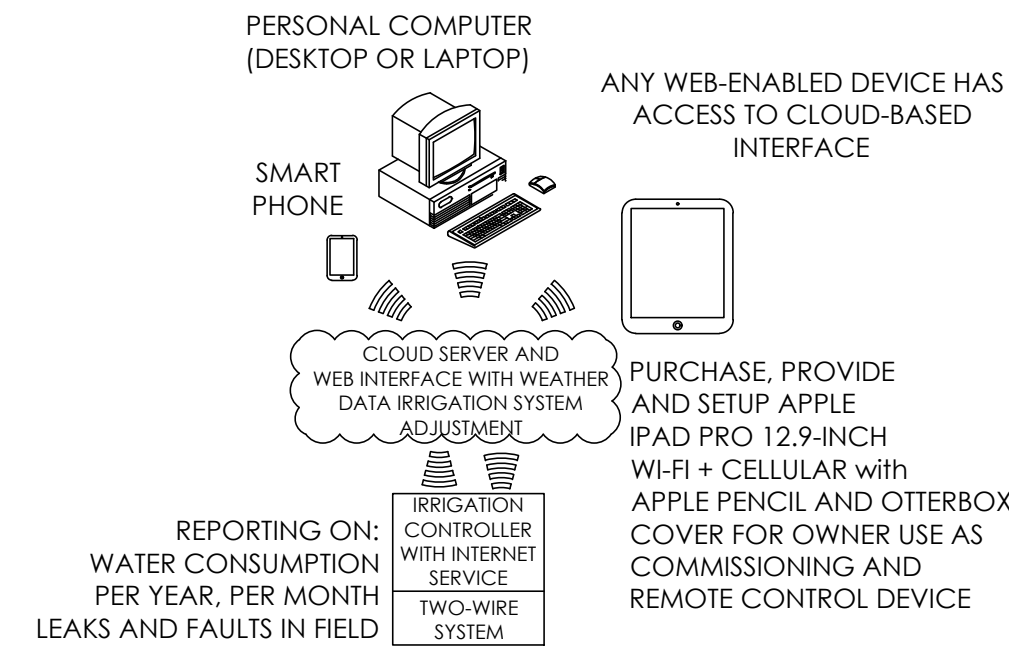 PERSONAL COMPUTER
(DESKTOP OR LAPTOP)
ANY WEB-ENABLED DEVICE HAS
ACCESS TO CLOUD-BASED
INTERFACE
SMART
PHONE
CLOUD SERVER AND
WEB INTERFACE WITH WEATHER
DATA IRRIGATION SYSTEM
ADJUSTMENT
PURCHASE, PROVIDE
AND SETUP APPLE
IPAD PRO 12.9-INCH
WI-FI + CELLULAR with
APPLE PENCIL AND OTTERBOX
COVER FOR OWNER USE AS
COMMISSIONING AND
REMOTE CONTROL DEVICE
IRRIGATION
CONTROLLER
WITH INTERNET
SERVICE
TWO-WIRE
SYSTEM
REPORTING ON:
WATER CONSUMPTION
PER YEAR, PER MONTH
LEAKS AND FAULTS IN FIELD